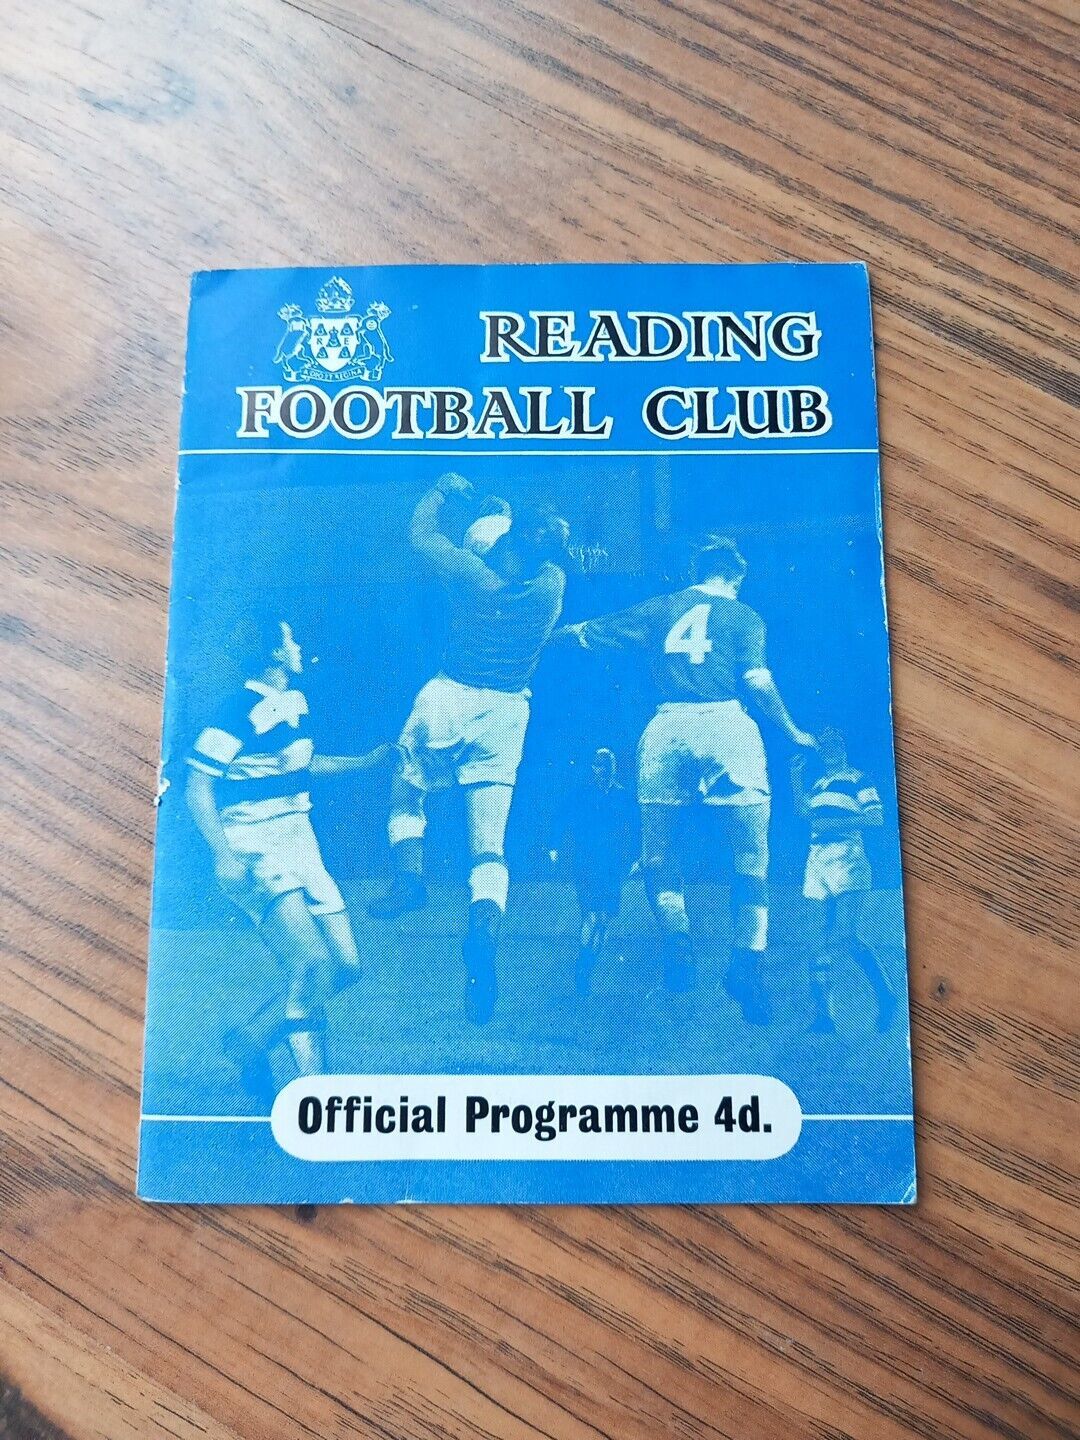 READING
FOOTBALL CLUB
R E
4
Official Programme 4d.